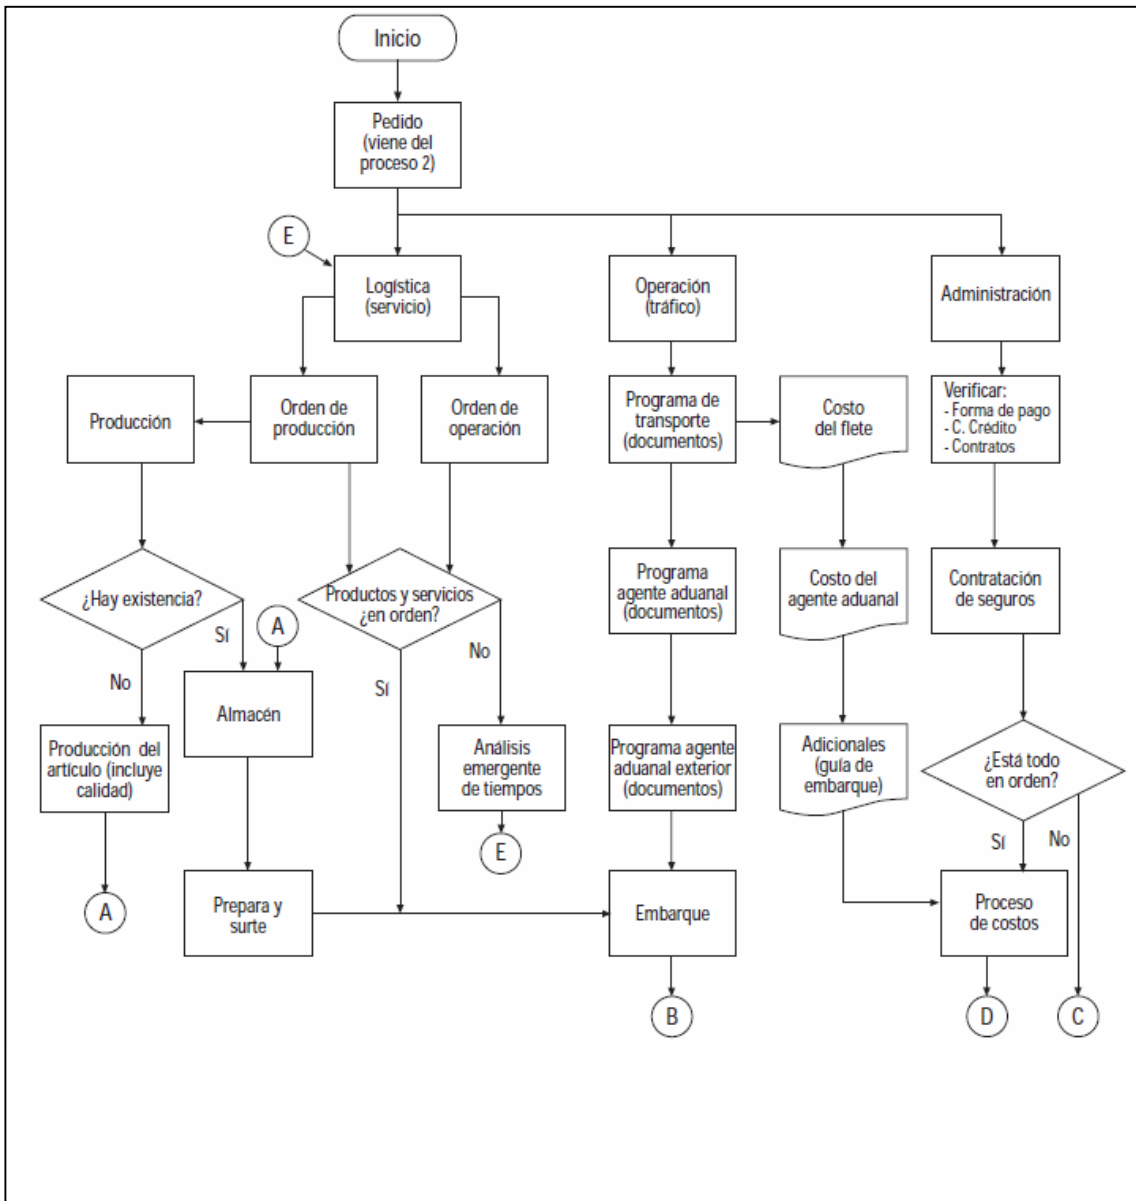 Inicio
Pedido
(viene del
proceso 2)
E
Logística
(servicio)
Operación
(tráfico)
Administración
Producción
Orden de
producción
Orden de
operación
Programa de
transporte
(documentos)
Costo
del flete
Verificar:
- Forma de pago
- C. Crédito
- Contratos
¿Hay existencia?
Sí
No
A
Productos y servicios
¿en orden?
No
Sí
Programa
agente aduanal
(documentos)
Costo del
agente aduanal
Contratación
de seguros
Almacén
Producción del
artículo (incluye
calidad)
Análisis
emergente
de tiempos
Programa agente
aduanal exterior
(documentos)
Adicionales
(guía de
embarque)
¿Está todo
en orden?
Sí
No
E
A
Prepara y
surte
Embarque
Proceso
de costos
B
D
C